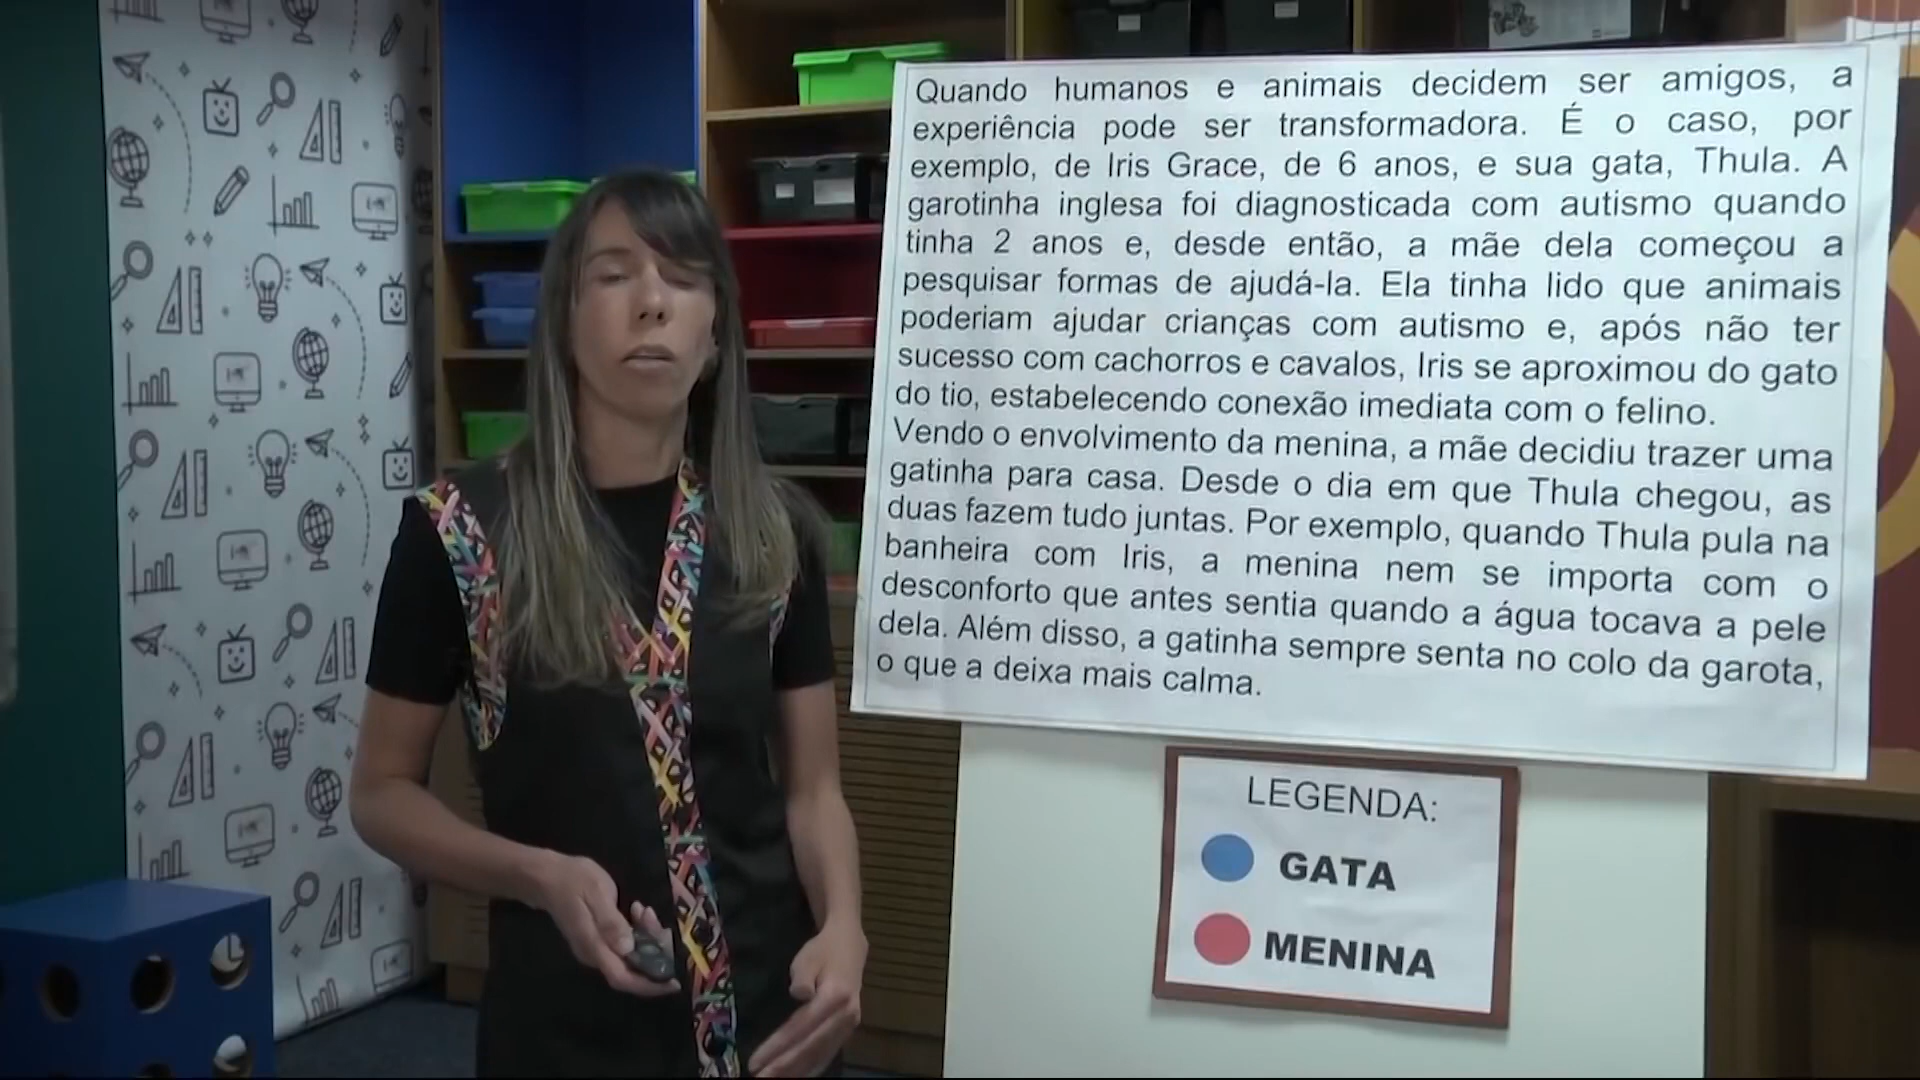 Quando humanos e animais decidem ser amigos, a
experiência pode ser transformadora. É o caso, por
exemplo, de Iris Grace, de 6 anos, e sua gata, Thula. A
garotinha inglesa foi diagnosticada com autismo quando
tinha 2 anos e, desde então, a mãe dela começou a
pesquisar formas de ajudá-la. Ela tinha lido que animais
poderiam ajudar crianças com autismo e, após não ter
sucesso com cachorros e cavalos, Iris se aproximou do gato
do tio, estabelecendo conexão imediata com o felino.
Vendo o envolvimento da menina, a mãe decidiu trazer uma
gatinha para casa. Desde o dia em que Thula chegou, as
duas fazem tudo juntas. Por exemplo, quando Thula pula na
banheira com Iris, a menina nem se importa com o
desconforto que antes sentia quando a água tocava a pele
dela. Além disso, a gatinha sempre senta no colo da garota,
o que a deixa mais calma.
LEGENDA:
GATA
MENINA